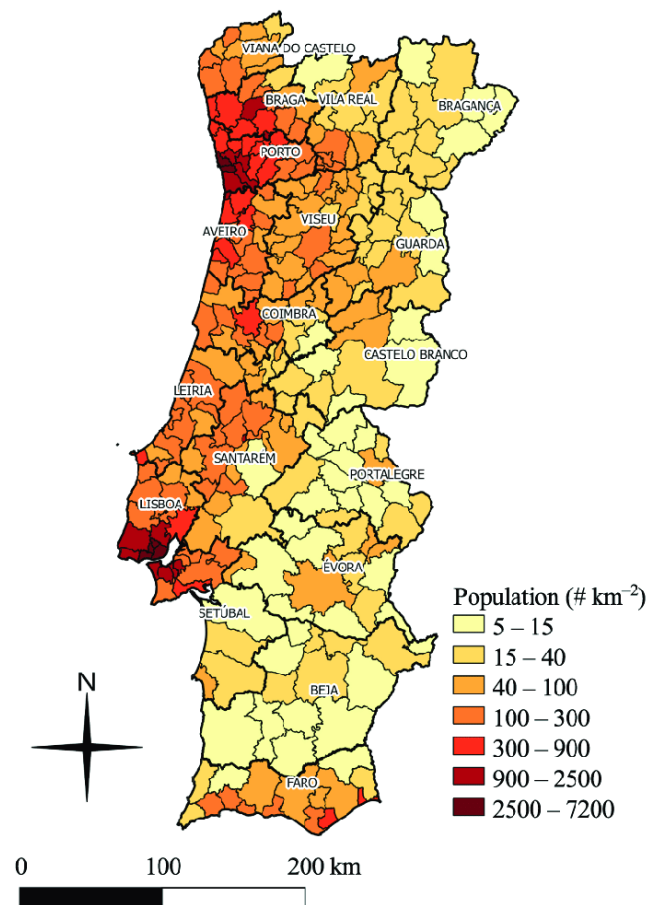 VIANA DO CASTELO
BRAGA
VILA REAL
BRAGANÇA
PORTO
AVEIRO
VISEU
GUARDA
COIMBRA
CASTELO BRANCO
LEIRIA
SANTARÉM
PORTALEGRE
LISBOA
ÉVORA
SETÚBAL
BEJA
FARO
Population (# km⁻²)
5 – 15
15 – 40
40 – 100
100 – 300
300 – 900
900 – 2500
2500 – 7200
N
0 100 200 km